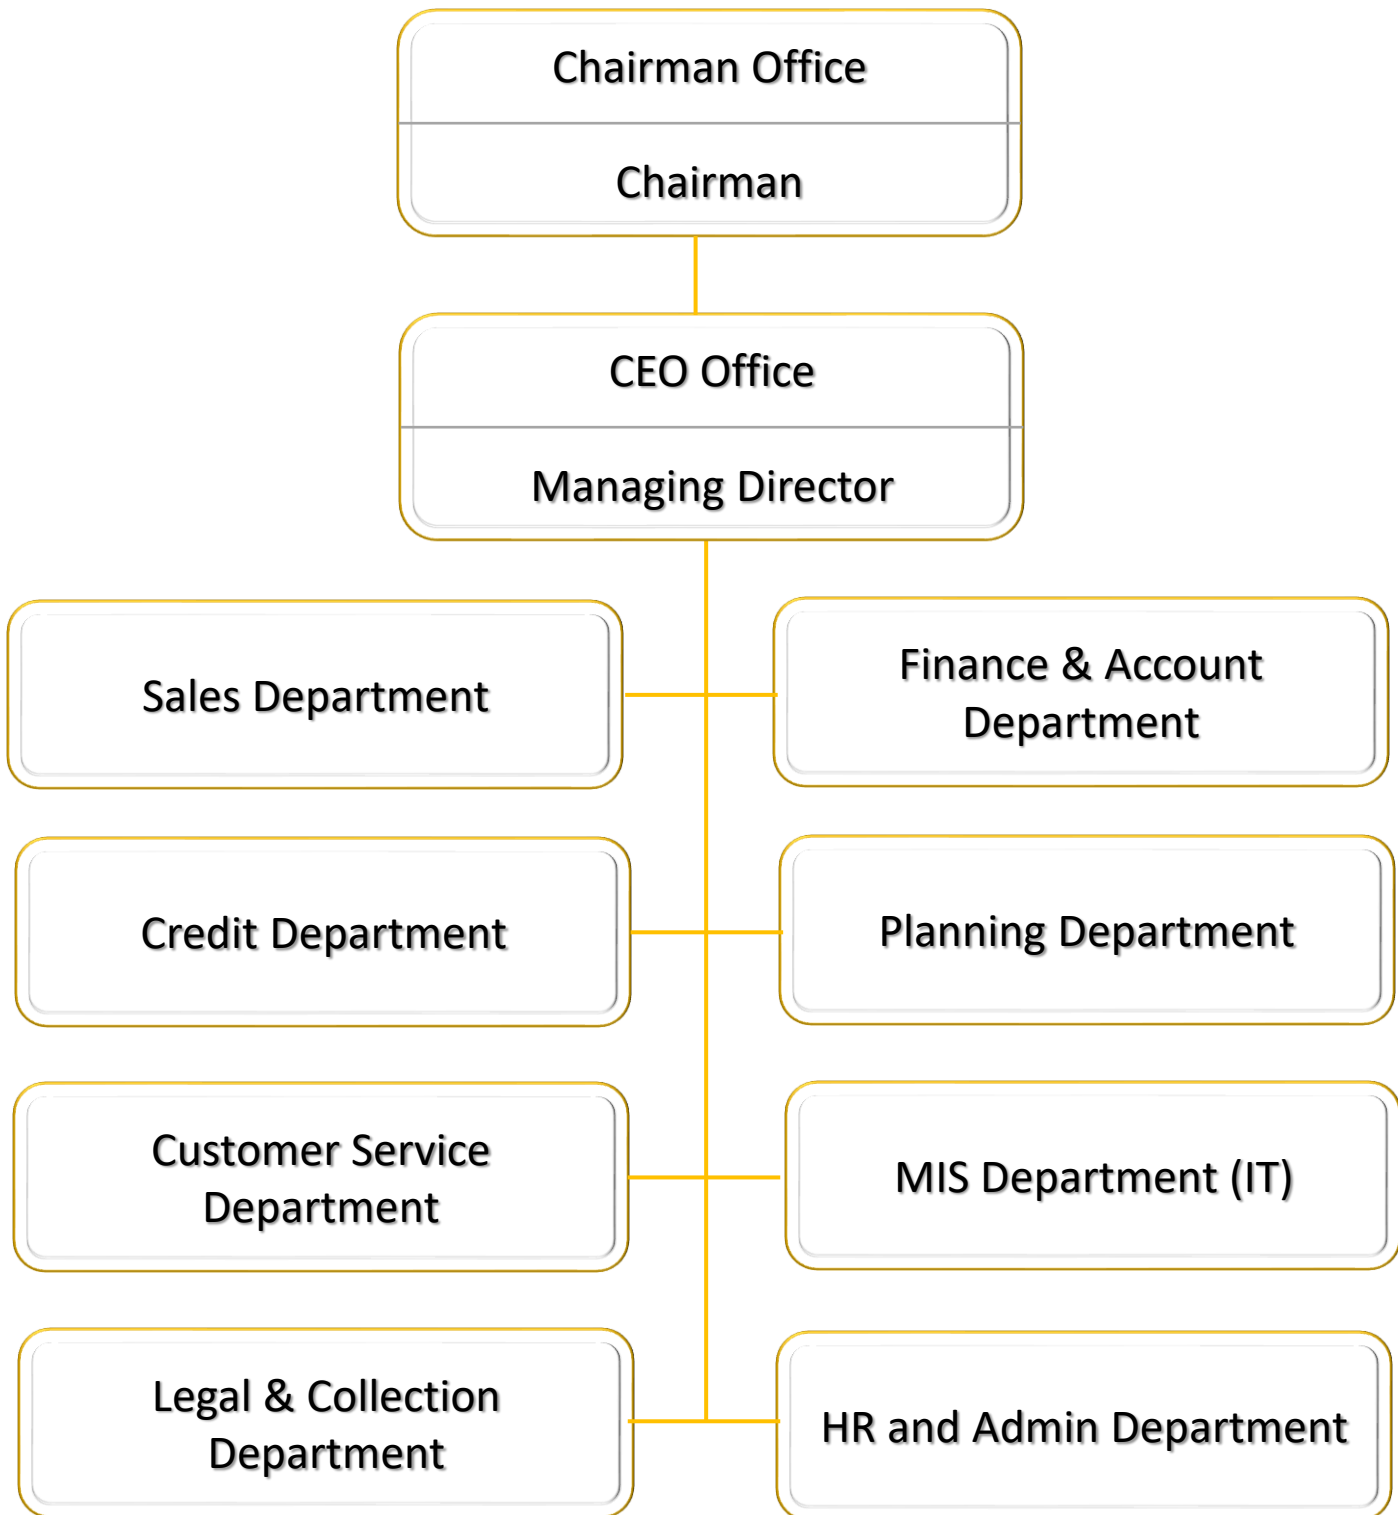 Chairman Office
Chairman
CEO Office
Managing Director
Sales Department
Finance & Account
Department
Credit Department
Planning Department
Customer Service
Department
MIS Department (IT)
Legal & Collection
Department
HR and Admin Department